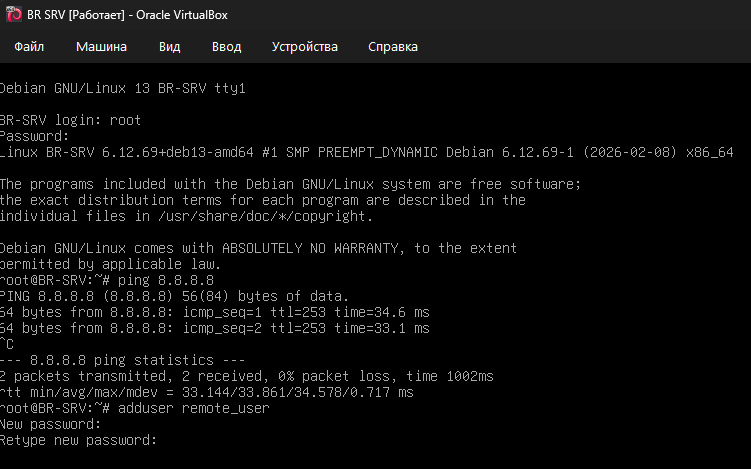 BR SRV [Работает] - Oracle VirtualBox
Файл Машина Вид Ввод Устройства Справка
Debian GNU/Linux 13 BR-SRV tty1
BR-SRV login: root
Password:
Linux BR-SRV 6.12.69+deb13-amd64 #1 SMP PREEMPT_DYNAMIC Debian 6.12.69-1 (2026-02-08) x86_64
The programs included with the Debian GNU/Linux system are free software;
the exact distribution terms for each program are described in the
individual files in /usr/share/doc/*/copyright.
Debian GNU/Linux comes with ABSOLUTELY NO WARRANTY, to the extent
permitted by applicable law.
root@BR-SRV:~# ping 8.8.8.8
PING 8.8.8.8 (8.8.8.8) 56(84) bytes of data.
64 bytes from 8.8.8.8: icmp_seq=1 ttl=253 time=34.6 ms
64 bytes from 8.8.8.8: icmp_seq=2 ttl=253 time=33.1 ms
^C
--- 8.8.8.8 ping statistics ---
2 packets transmitted, 2 received, 0% packet loss, time 1002ms
rtt min/avg/max/mdev = 33.144/33.861/34.578/0.717 ms
root@BR-SRV:~# adduser remote_user
New password:
Retype new password: